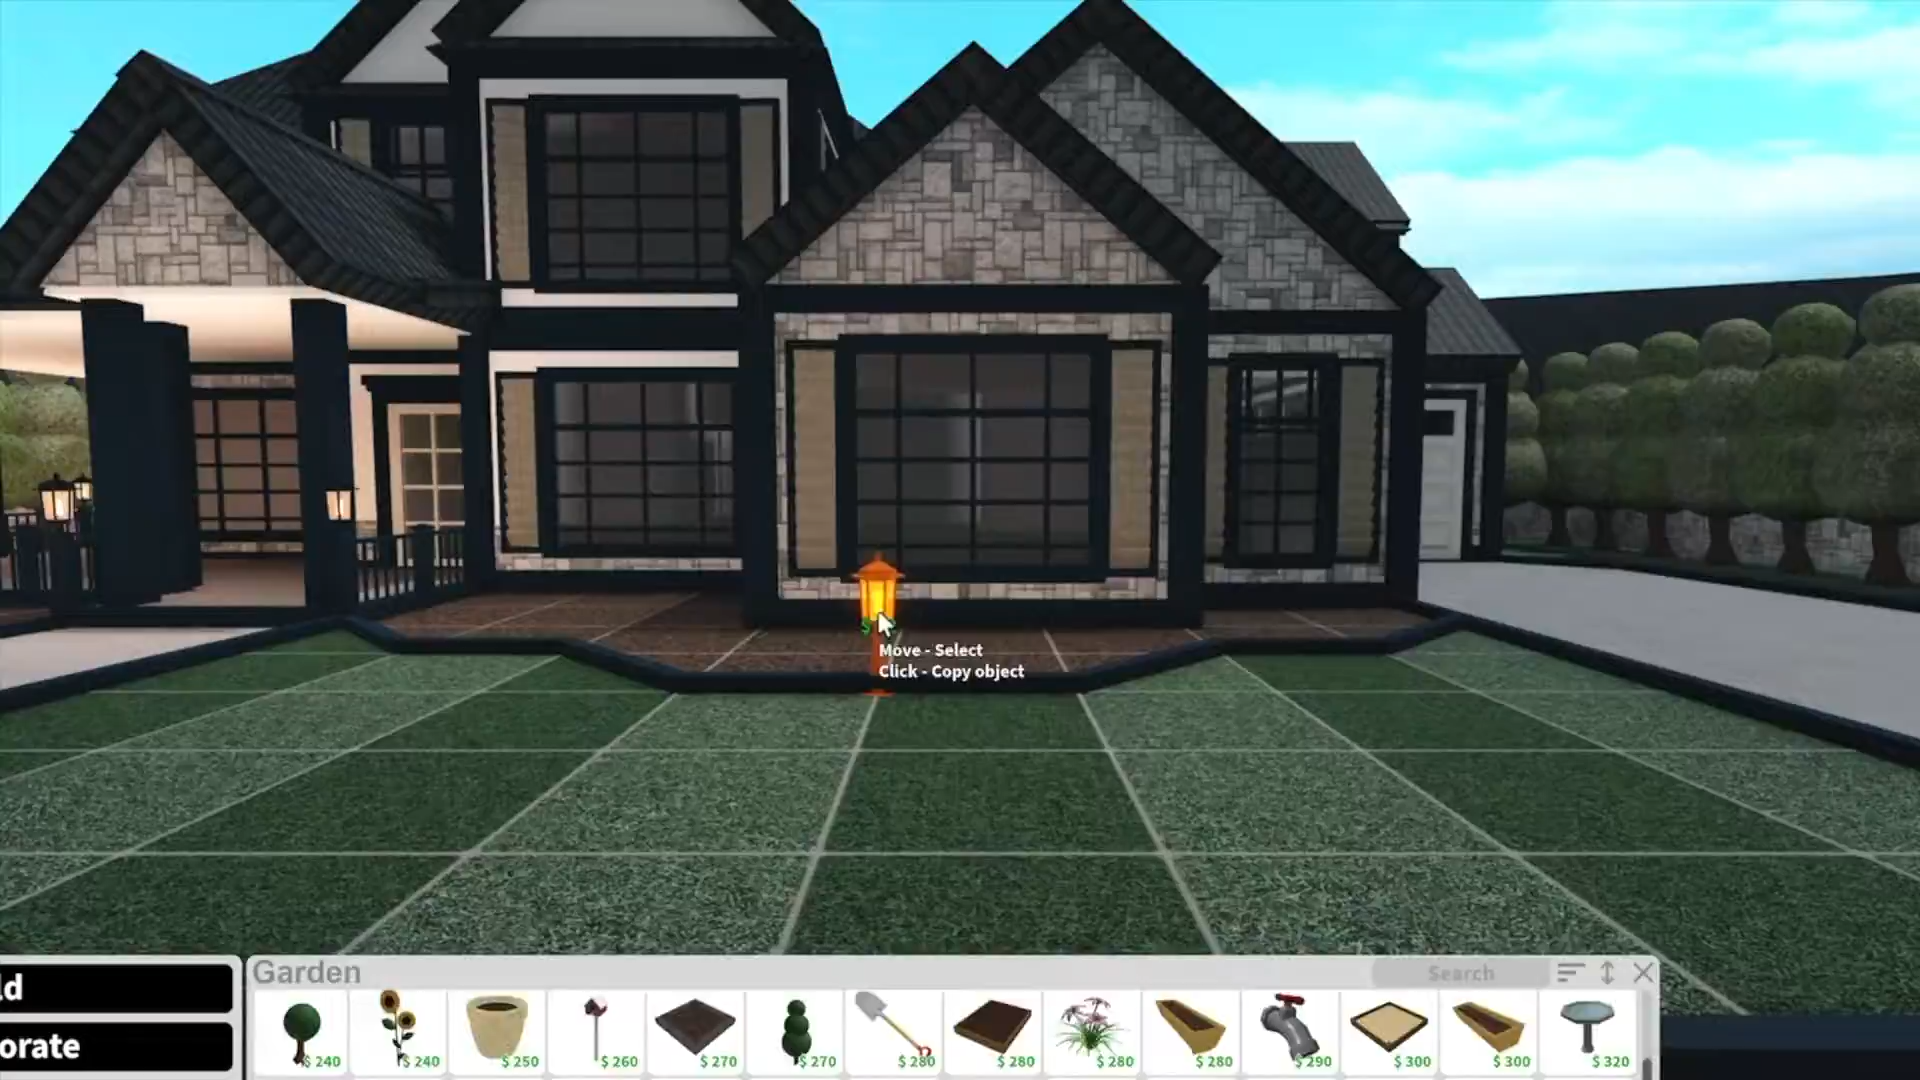 Move - Select
Click - Copy object
ld
Garden
Search
orate
$ 240
$ 240
$ 250
$ 260
$ 270
$ 270
$ 280
$ 280
$ 280
$ 280
$ 290
$ 300
$ 300
$ 320